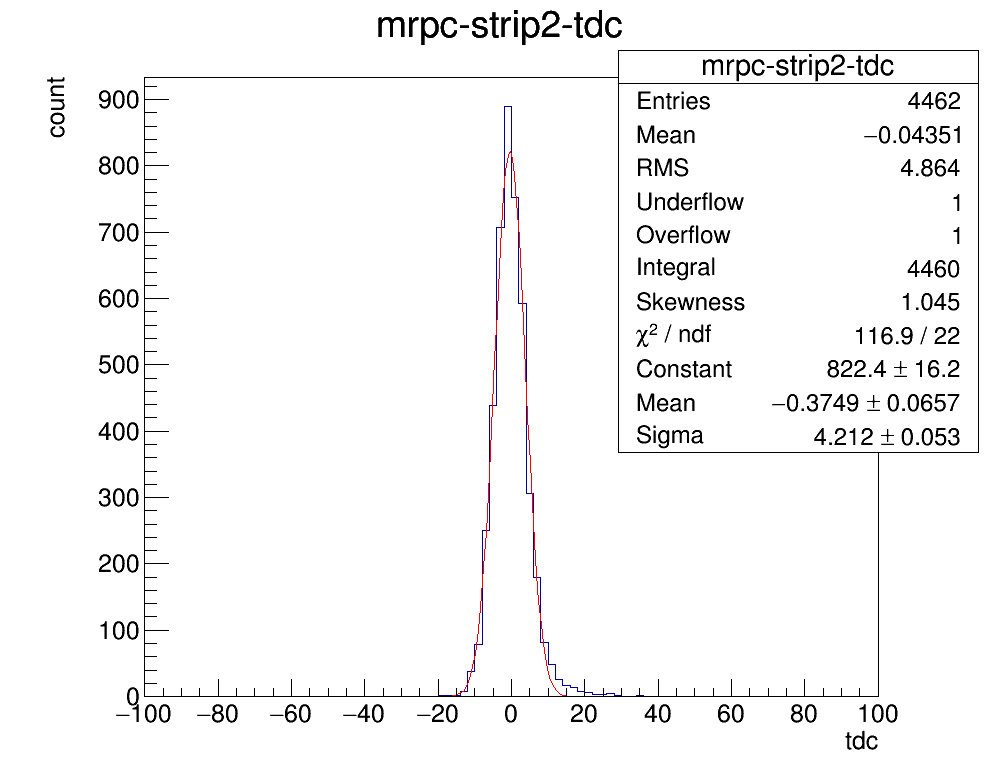 mrpc-strip2-tdc
mrpc-strip2-tdc
Entries 4462
Mean −0.04351
RMS 4.864
Underflow 1
Overflow 1
Integral 4460
Skewness 1.045
χ² / ndf 116.9 / 22
Constant 822.4 ± 16.2
Mean −0.3749 ± 0.0657
Sigma 4.212 ± 0.053
count
900
800
700
600
500
400
300
200
100
0
−100 −80 −60 −40 −20 0 20 40 60 80 100
tdc